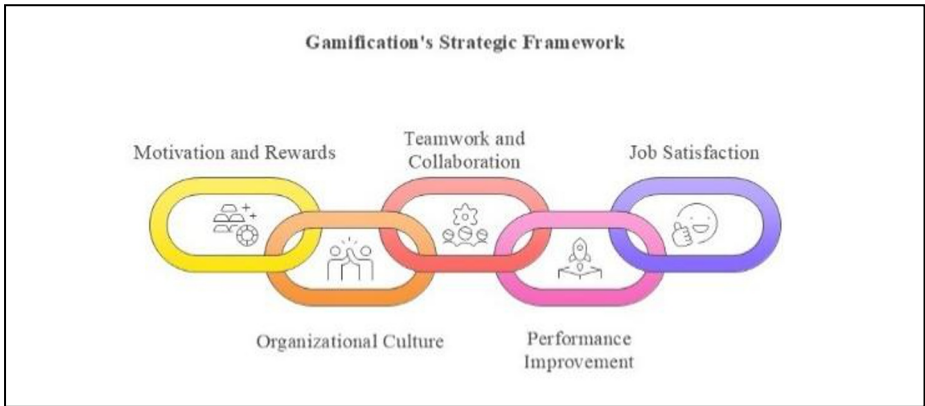 Gamification's Strategic Framework
Motivation and Rewards
Teamwork and
Collaboration
Job Satisfaction
Organizational Culture
Performance
Improvement